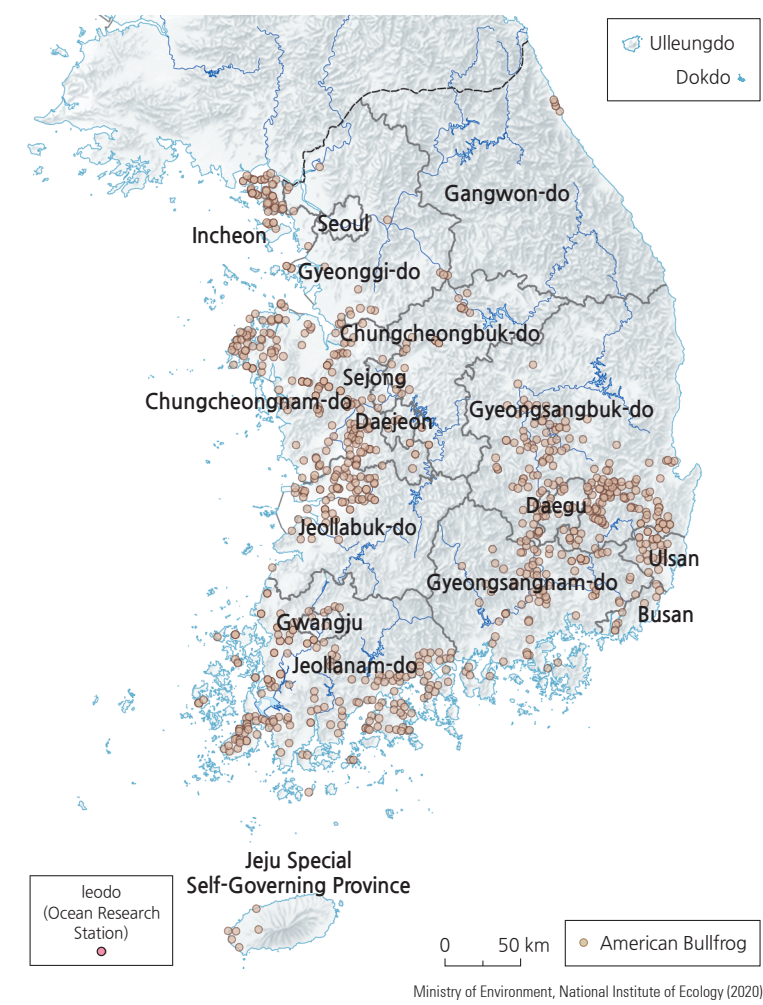 Ulleungdo
Dokdo
Gangwon-do
Seoul
Incheon
Gyeonggi-do
Chungcheongbuk-do
Sejong
Chungcheongnam-do
Gyeongsangbuk-do
Daejeon
Daegu
Jeollabuk-do
Ulsan
Gyeongsangnam-do
Busan
Gwangju
Jeollanam-do
Jeju Special
Self-Governing Province
Ieodo
(Ocean Research
Station)
0 50 km
American Bullfrog
Ministry of Environment, National Institute of Ecology (2020)